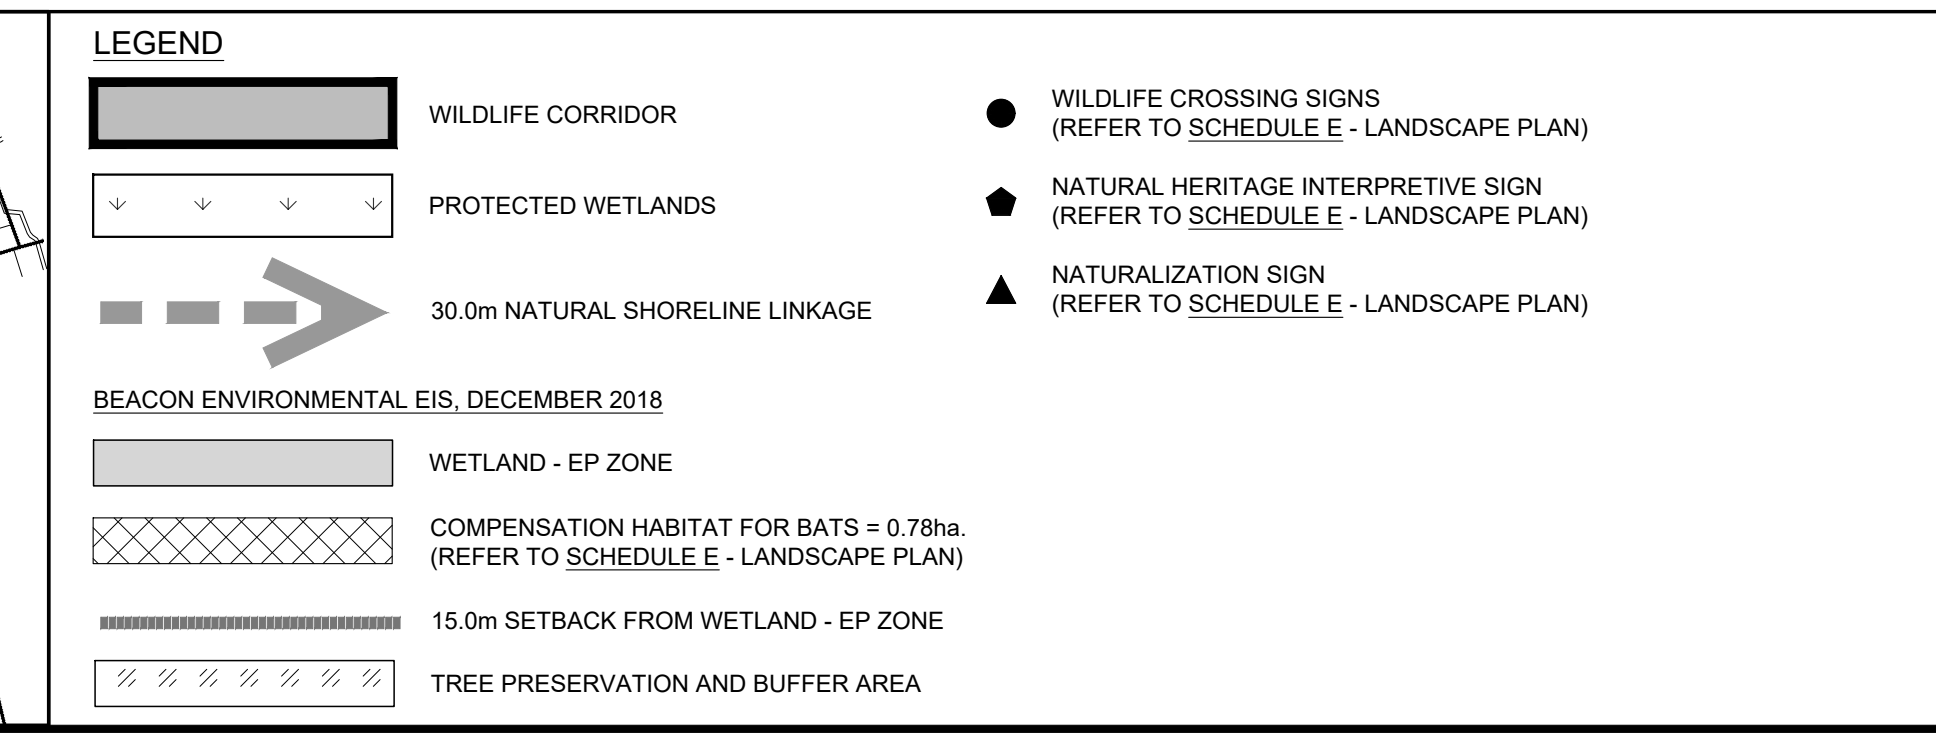 LEGEND
WILDLIFE CORRIDOR
PROTECTED WETLANDS
30.0m NATURAL SHORELINE LINKAGE
WILDLIFE CROSSING SIGNS
(REFER TO SCHEDULE E - LANDSCAPE PLAN)
NATURAL HERITAGE INTERPRETIVE SIGN
(REFER TO SCHEDULE E - LANDSCAPE PLAN)
NATURALIZATION SIGN
(REFER TO SCHEDULE E - LANDSCAPE PLAN)
BEACON ENVIRONMENTAL EIS, DECEMBER 2018
WETLAND - EP ZONE
COMPENSATION HABITAT FOR BATS = 0.78ha.
(REFER TO SCHEDULE E - LANDSCAPE PLAN)
15.0m SETBACK FROM WETLAND - EP ZONE
TREE PRESERVATION AND BUFFER AREA